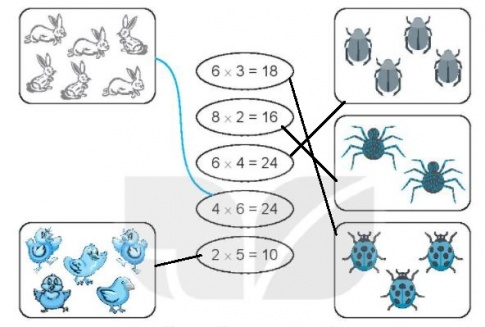 6 × 3 = 18
8 × 2 = 16
6 × 4 = 24
4 × 6 = 24
2 × 5 = 10